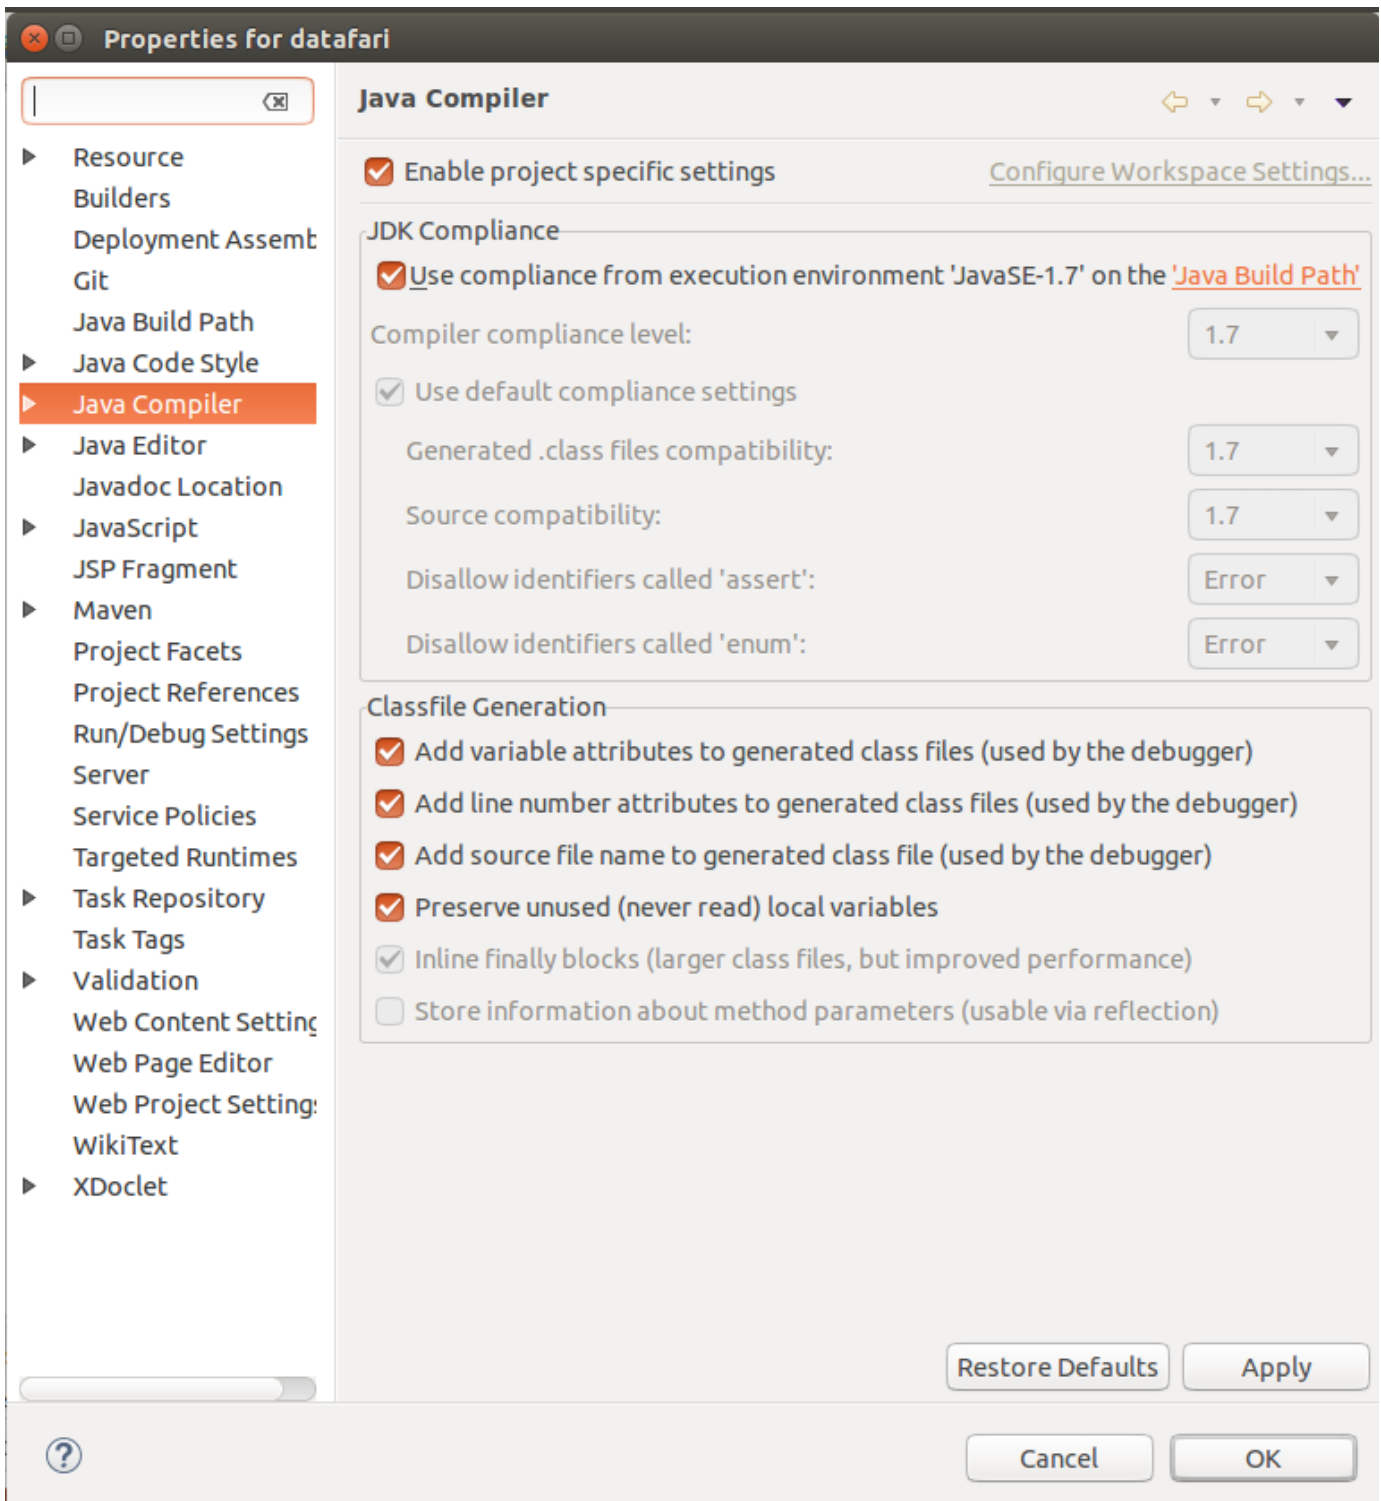 Properties for datafari
Resource
Builders
Deployment Assemb
Git
Java Build Path
Java Code Style
Java Compiler
Java Editor
Javadoc Location
JavaScript
JSP Fragment
Maven
Project Facets
Project References
Run/Debug Settings
Server
Service Policies
Targeted Runtimes
Task Repository
Task Tags
Validation
Web Content Setting
Web Page Editor
Web Project Settings
WikiText
XDoclet
Java Compiler
Enable project specific settings
Configure Workspace Settings...
JDK Compliance
Use compliance from execution environment 'JavaSE-1.7' on the 'Java Build Path'
Compiler compliance level: 1.7
Use default compliance settings
Generated .class files compatibility: 1.7
Source compatibility: 1.7
Disallow identifiers called 'assert': Error
Disallow identifiers called 'enum': Error
Classfile Generation
Add variable attributes to generated class files (used by the debugger)
Add line number attributes to generated class files (used by the debugger)
Add source file name to generated class file (used by the debugger)
Preserve unused (never read) local variables
Inline finally blocks (larger class files, but improved performance)
Store information about method parameters (usable via reflection)
Restore Defaults
Apply
Cancel
OK